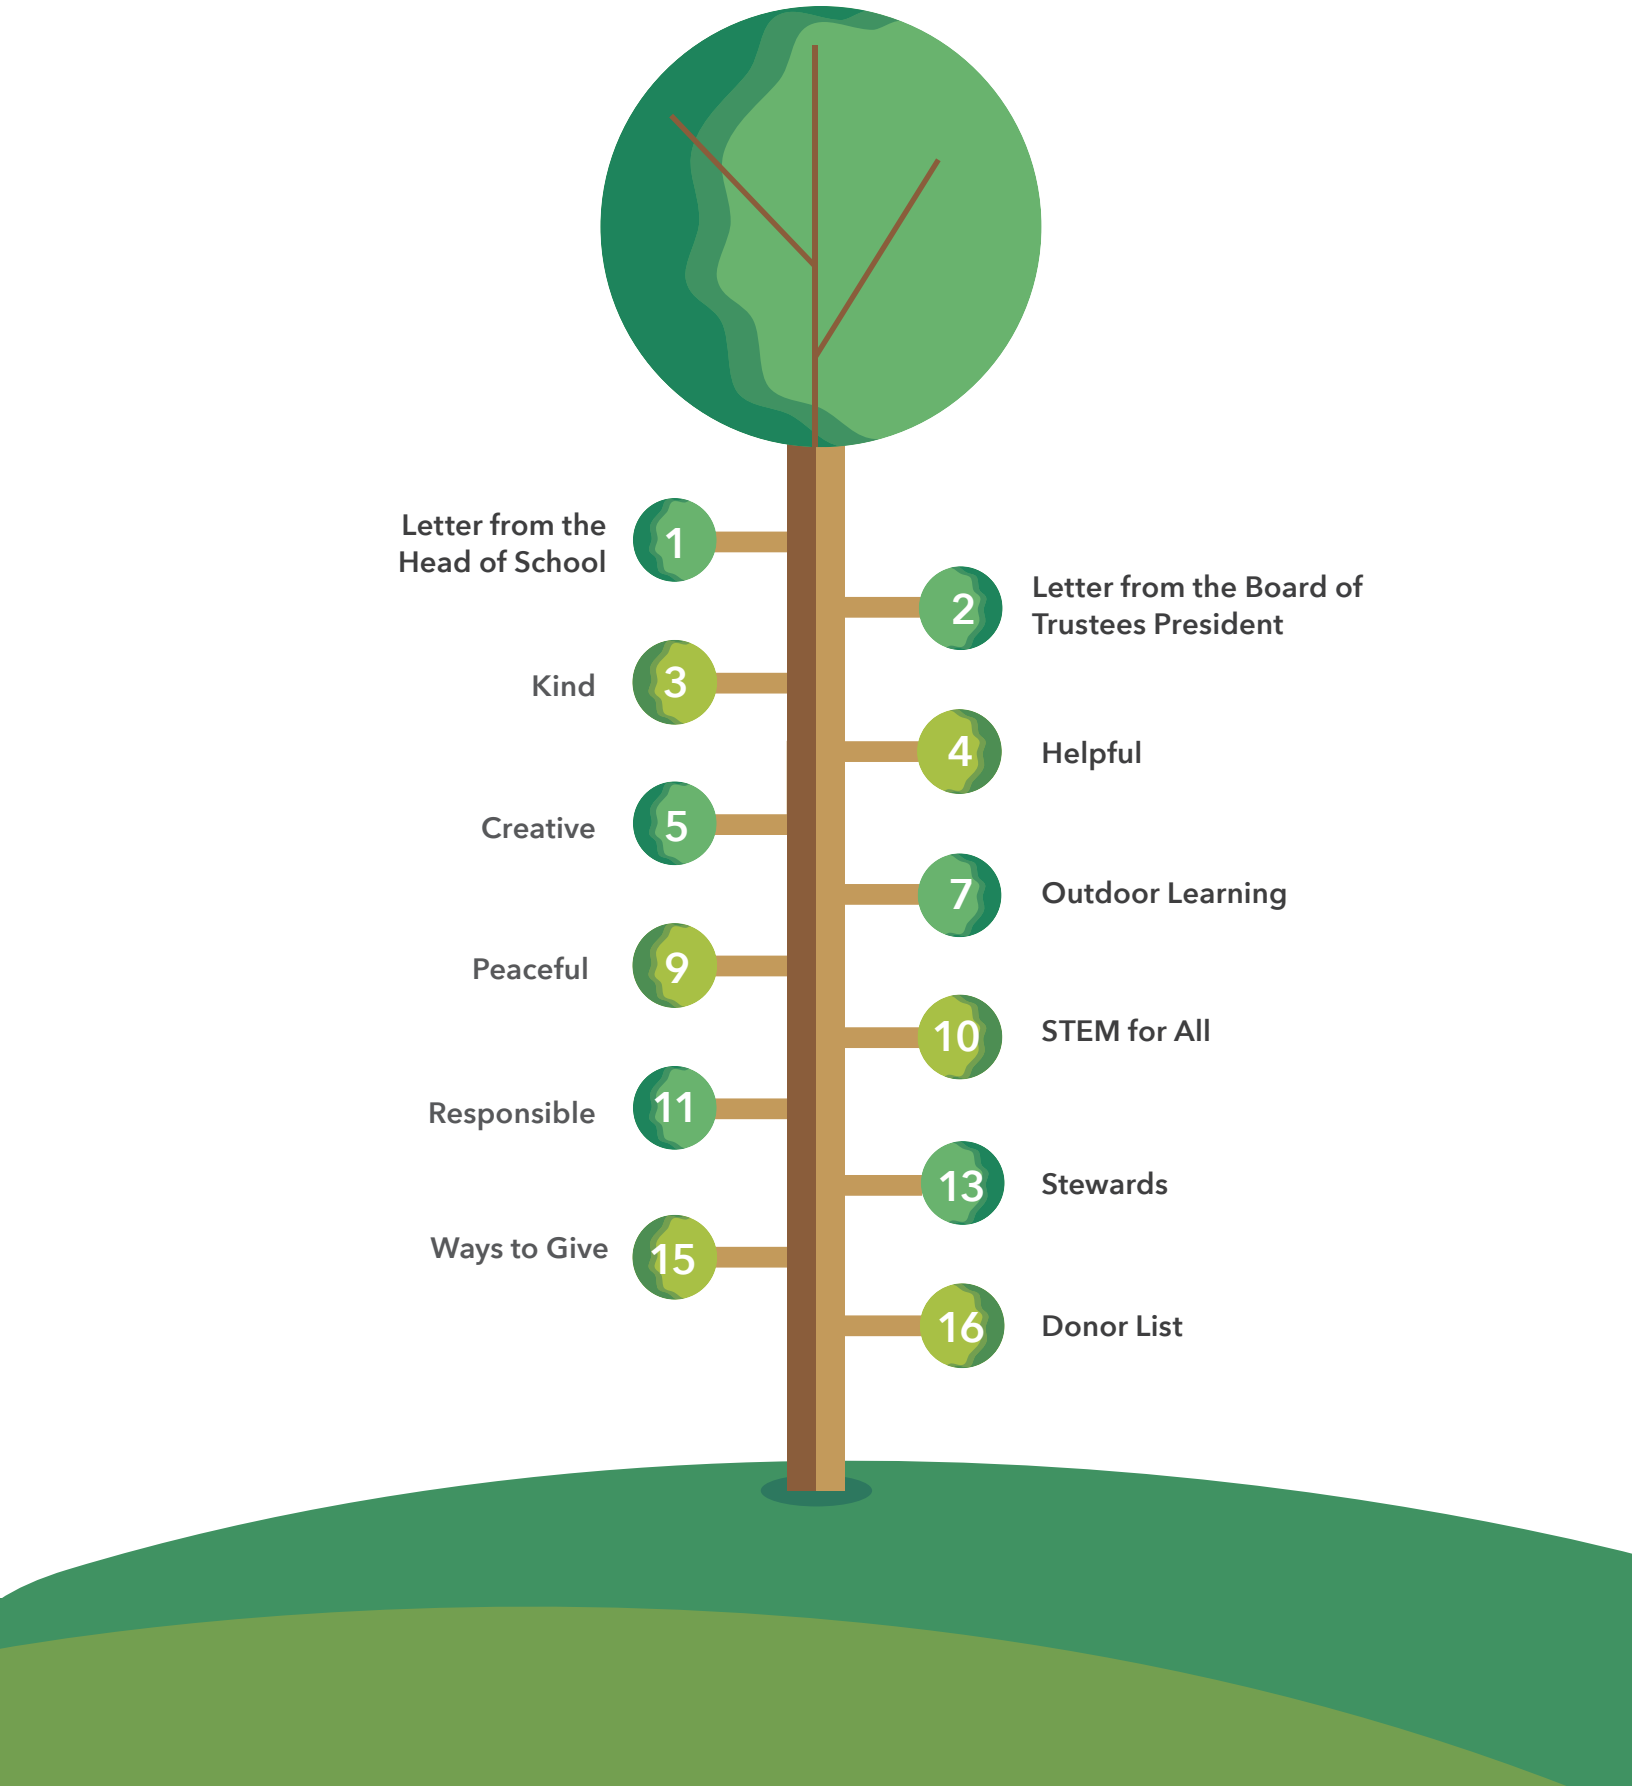 Letter from the
Head of School
1
2
Letter from the Board of
Trustees President
Kind
3
4
Helpful
Creative
5
7
Outdoor Learning
Peaceful
9
10
STEM for All
Responsible
11
13
Stewards
Ways to Give
15
16
Donor List